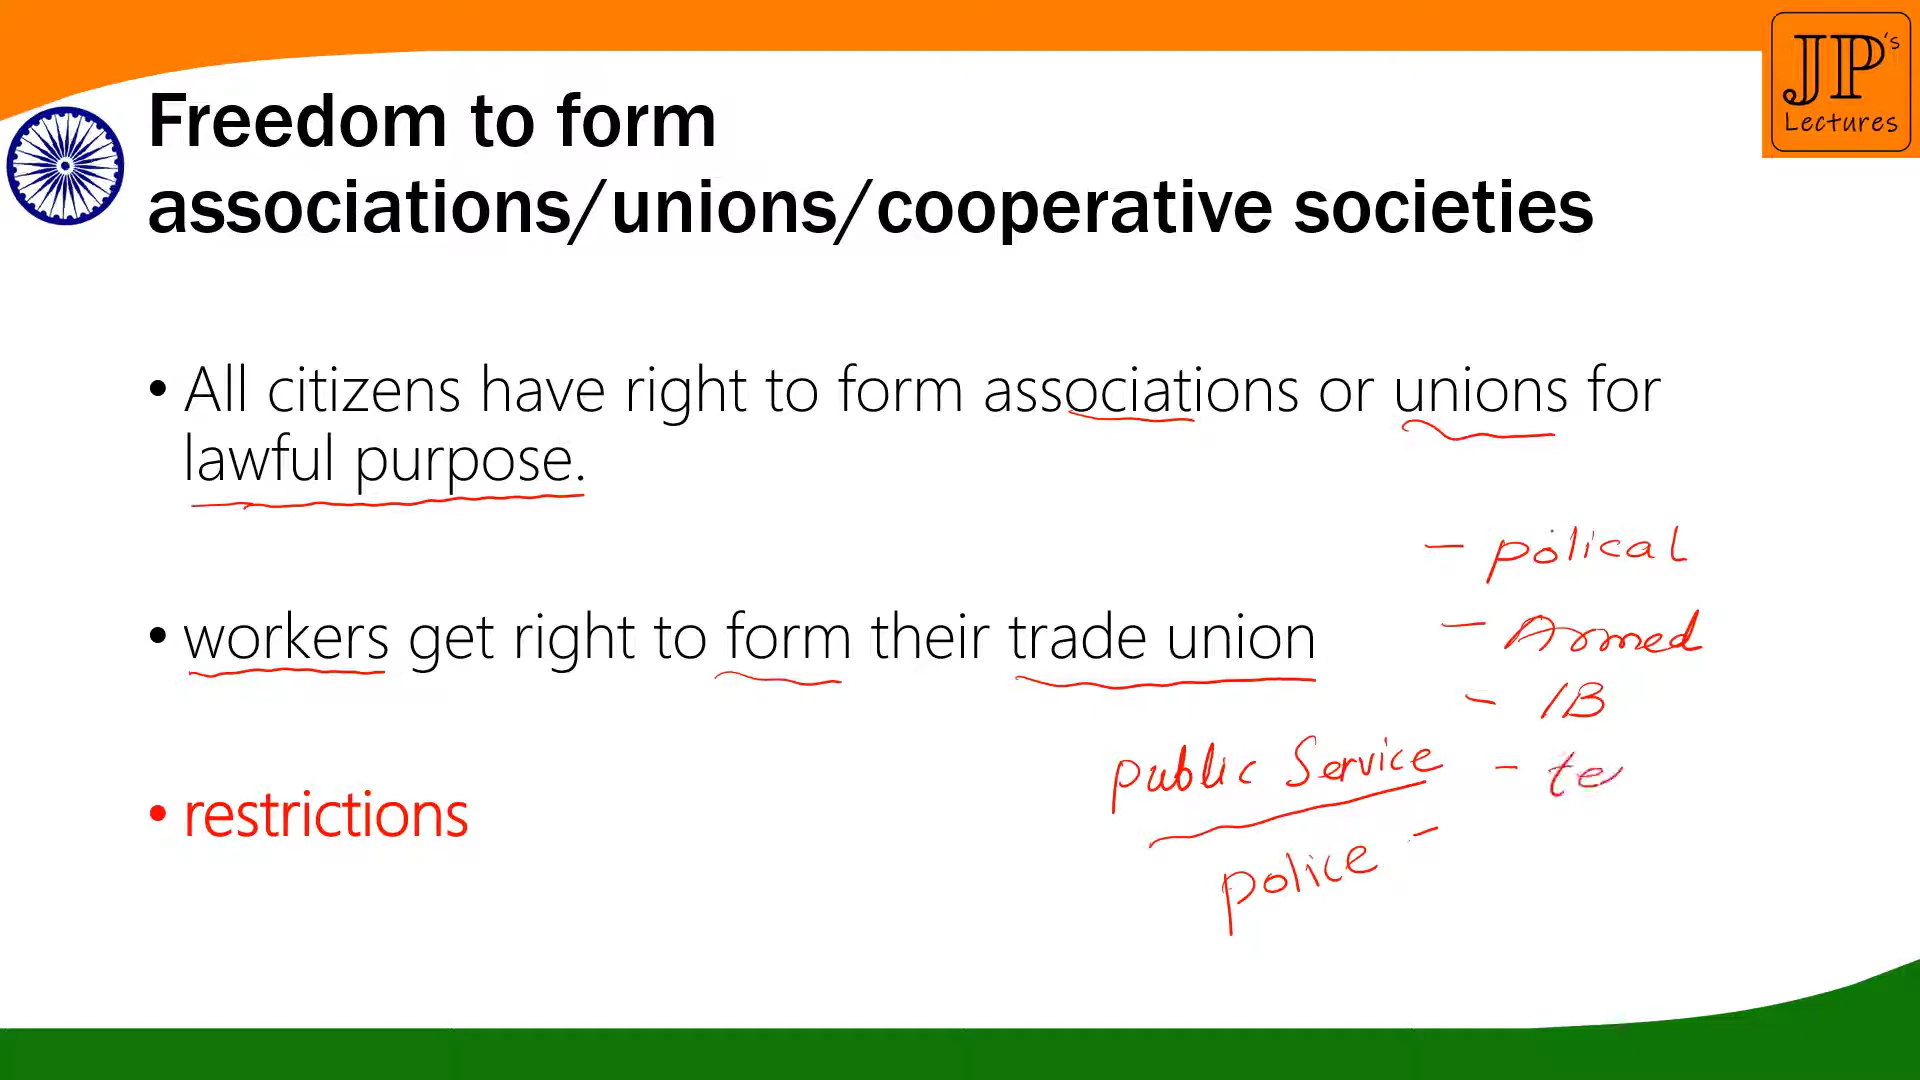 JP's
Lectures
Freedom to form
associations/unions/cooperative societies
• All citizens have right to form associations or unions for
lawful purpose.
- polical
• workers get right to form their trade union
- Armed
- IB
public Service - te
• restrictions
police -